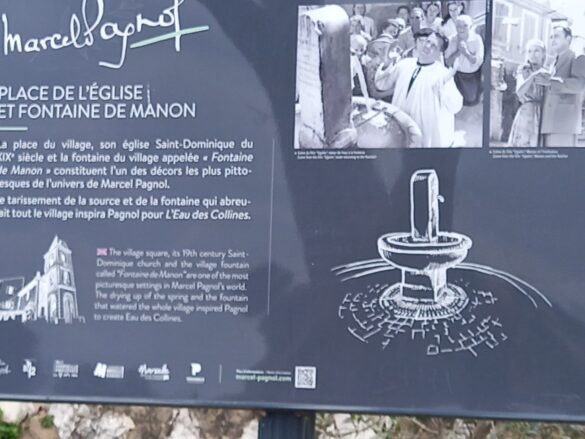 Marcel Pagnol
PLACE DE L'ÉGLISE
ET FONTAINE DE MANON
La place du village, son église Saint-Dominique du
XIXe siècle et la fontaine du village appelée « Fontaine
de Manon » constituent l'un des décors les plus pitto-
esques de l'univers de Marcel Pagnol.
e tarissement de la source et de la fontaine qui abreu-
ait tout le village inspira Pagnol pour L'Eau des Collines.
The village square, its 19th century Saint-
Dominique church and the village fountain
called "Fontaine de Manon" are one of the most
picturesque settings in Marcel Pagnol's world.
The drying up of the spring and the fountain
that watered the whole village inspired Pagnol
to create Eau des Collines.
marcel-pagnol.com